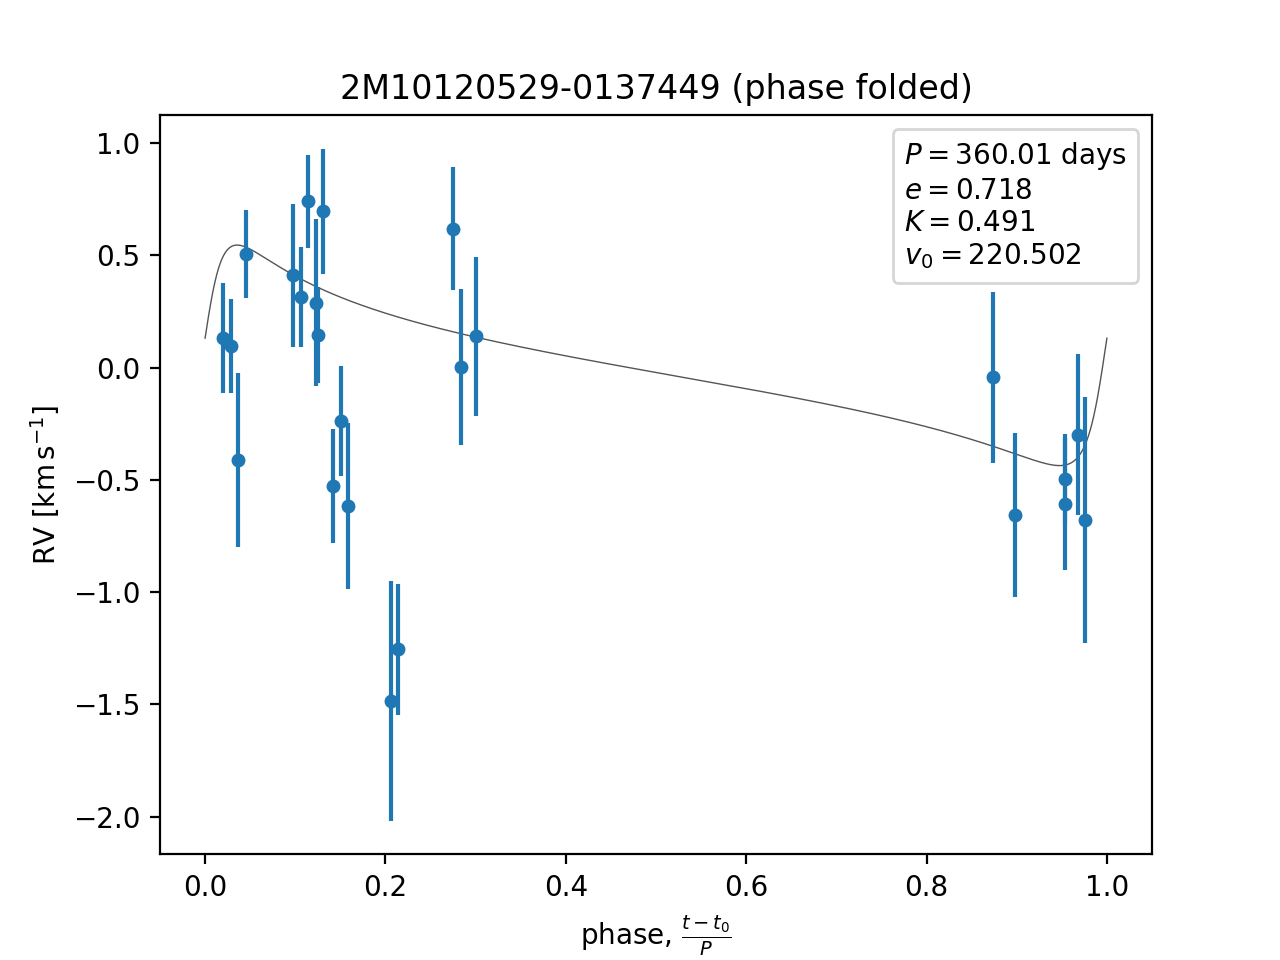 2M10120529-0137449 (phase folded)
P = 360.01 days
e = 0.718
K = 0.491
v₀ = 220.502
1.0
0.5
0.0
−0.5
−1.0
−1.5
−2.0
RV [km s⁻¹]
0.0 0.2 0.4 0.6 0.8 1.0
phase, (t − t₀)/P